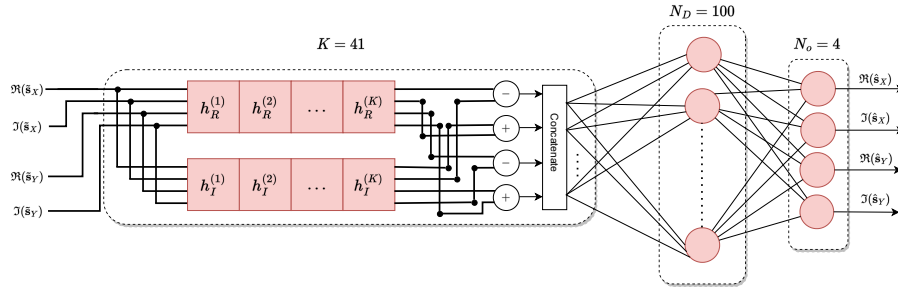 K = 41
N_D = 100
N_o = 4
ℜ(s̃_X)
ℑ(s̃_X)
ℜ(s̃_Y)
ℑ(s̃_Y)
h_R^(1) h_R^(2) ... h_R^(K)
h_I^(1) h_I^(2) ... h_I^(K)
−
+
−
+
Concatenate
ℜ(ŝ_X)
ℑ(ŝ_X)
ℜ(ŝ_Y)
ℑ(ŝ_Y)